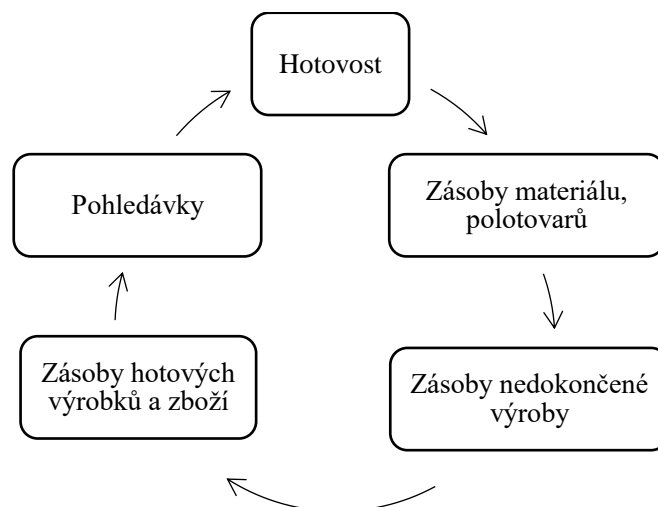 Hotovost
Zásoby materiálu,
polotovarů
Zásoby nedokončené
výroby
Zásoby hotových
výrobků a zboží
Pohledávky